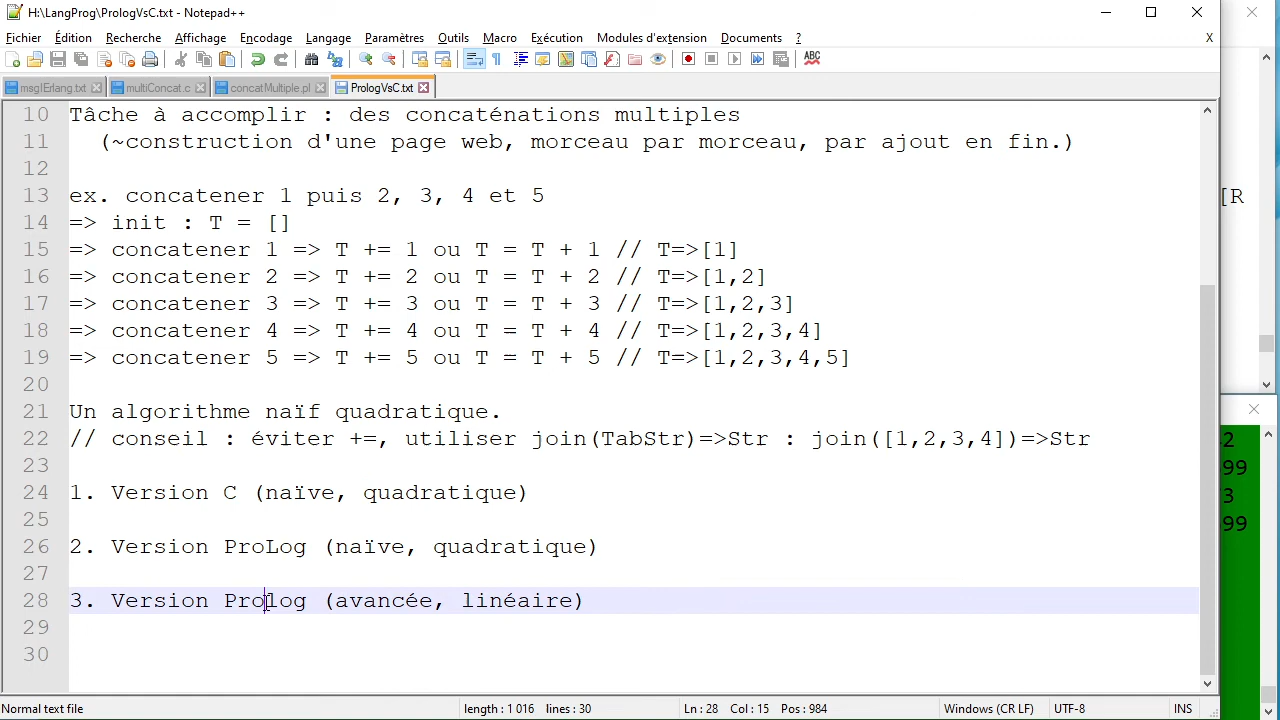 H:\LangProg\PrologVsC.txt - Notepad++
Fichier Édition Recherche Affichage Encodage Langage Paramètres Outils Macro Exécution Modules d'extension Documents ? X
msgIErlang.txt multiConcat.c concatMultiple.pl PrologVsC.txt
10 Tâche à accomplir : des concaténations multiples
11 (~construction d'une page web, morceau par morceau, par ajout en fin.)
12
13 ex. concatener 1 puis 2, 3, 4 et 5
14 => init : T = []
15 => concatener 1 => T += 1 ou T = T + 1 // T=>[1]
16 => concatener 2 => T += 2 ou T = T + 2 // T=>[1,2]
17 => concatener 3 => T += 3 ou T = T + 3 // T=>[1,2,3]
18 => concatener 4 => T += 4 ou T = T + 4 // T=>[1,2,3,4]
19 => concatener 5 => T += 5 ou T = T + 5 // T=>[1,2,3,4,5]
20
21 Un algorithme naïf quadratique.
22 // conseil : éviter +=, utiliser join(TabStr)=>Str : join([1,2,3,4])=>Str
23
24 1. Version C (naïve, quadratique)
25
26 2. Version ProLog (naïve, quadratique)
27
28 3. Version Prolog (avancée, linéaire)
29
30
[R
2
99
3
99
Normal text file length : 1 016 lines : 30 Ln : 28 Col : 15 Pos : 984 Windows (CR LF) UTF-8 INS